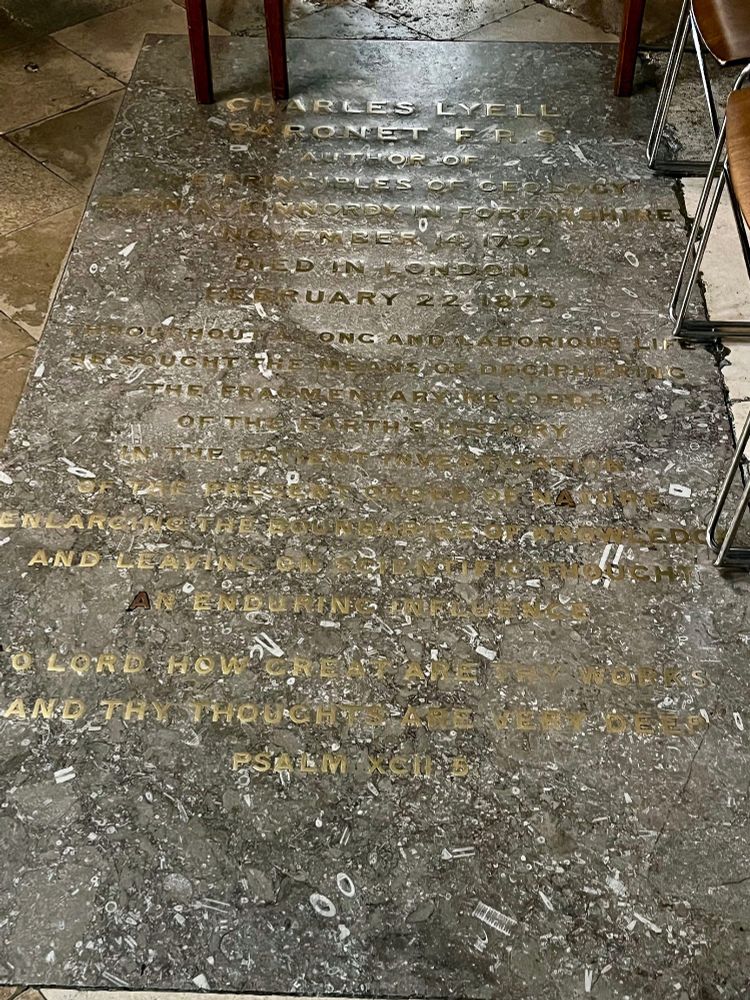 CHARLES LYELL
BARONET F.R.S
AUTHOR OF
"THE PRINCIPLES OF GEOLOGY"
BORN AT KINNORDY IN FORFARSHIRE
NOVEMBER 14, 1797
DIED IN LONDON
FEBRUARY 22 1875
THROUGHOUT A LONG AND LABORIOUS LIFE
HE SOUGHT THE MEANS OF DECIPHERING
THE FRAGMENTARY RECORDS
OF THE EARTH'S HISTORY
IN THE PATIENT INVESTIGATION
OF THE PRESENT ORDER OF NATURE
ENLARGING THE BOUNDARIES OF KNOWLEDGE
AND LEAVING ON SCIENTIFIC THOUGHT
AN ENDURING INFLUENCE
"O LORD HOW GREAT ARE THY WORKS
AND THY THOUGHTS ARE VERY DEEP"
PSALM XCII 5